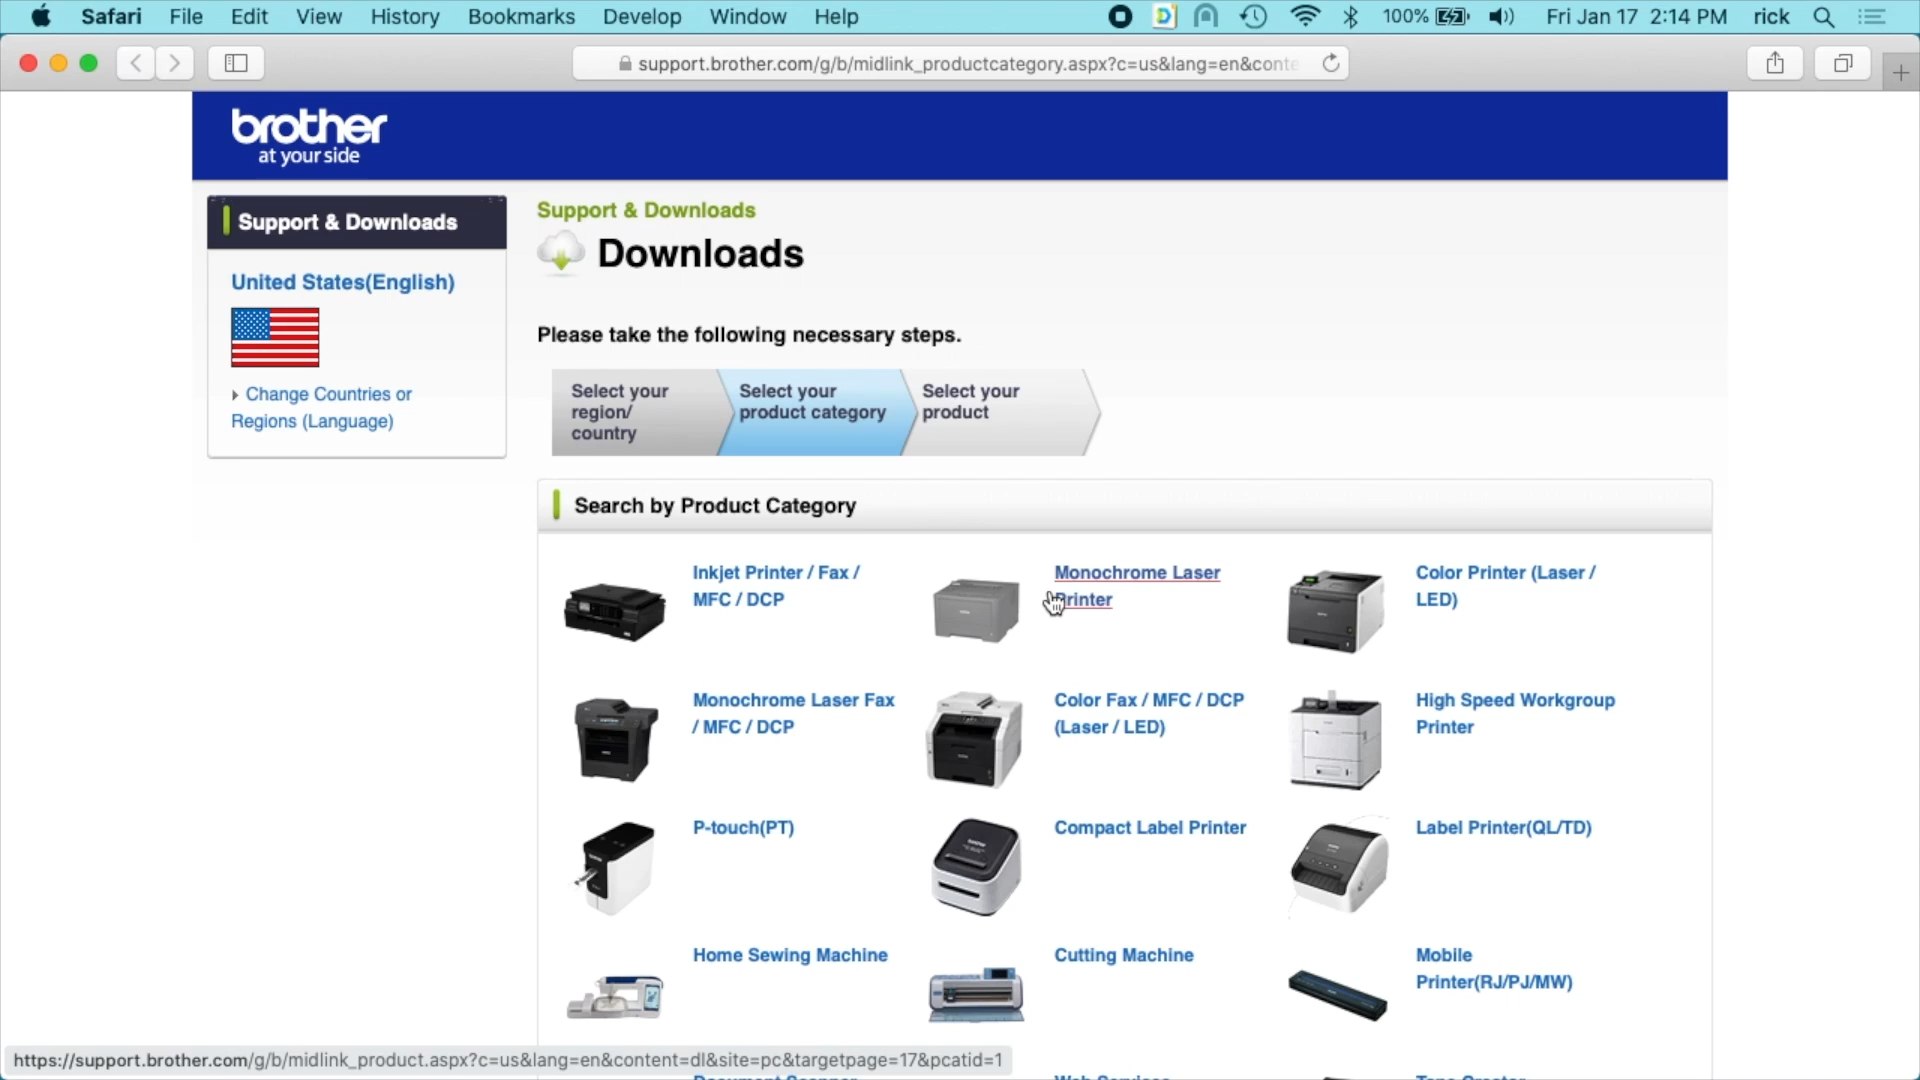 Safari File Edit View History Bookmarks Develop Window Help 100% Fri Jan 17 2:14 PM rick
support.brother.com/g/b/midlink_productcategory.aspx?c=us&lang=en&conte
brother
at your side
Support & Downloads
United States(English)
Change Countries or
Regions (Language)
Support & Downloads
Downloads
Please take the following necessary steps.
Select your
region/
country
Select your
product category
Select your
product
Search by Product Category
Inkjet Printer / Fax /
MFC / DCP
Monochrome Laser
Printer
Color Printer (Laser /
LED)
Monochrome Laser Fax
/ MFC / DCP
Color Fax / MFC / DCP
(Laser / LED)
High Speed Workgroup
Printer
P-touch(PT)
Compact Label Printer
Label Printer(QL/TD)
Home Sewing Machine
Cutting Machine
Mobile
Printer(RJ/PJ/MW)
https://support.brother.com/g/b/midlink_product.aspx?c=us&lang=en&content=dl&site=pc&targetpage=17&pcatid=1